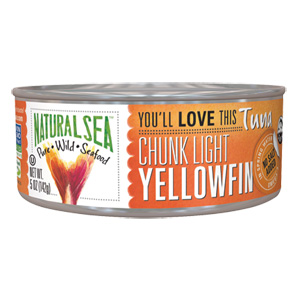 NATURAL SEA
Pure • Wild • Seafood
NET WT.
5 OZ (142g)
YOU'LL LOVE THIS Tuna
CHUNK LIGHT
YELLOWFIN